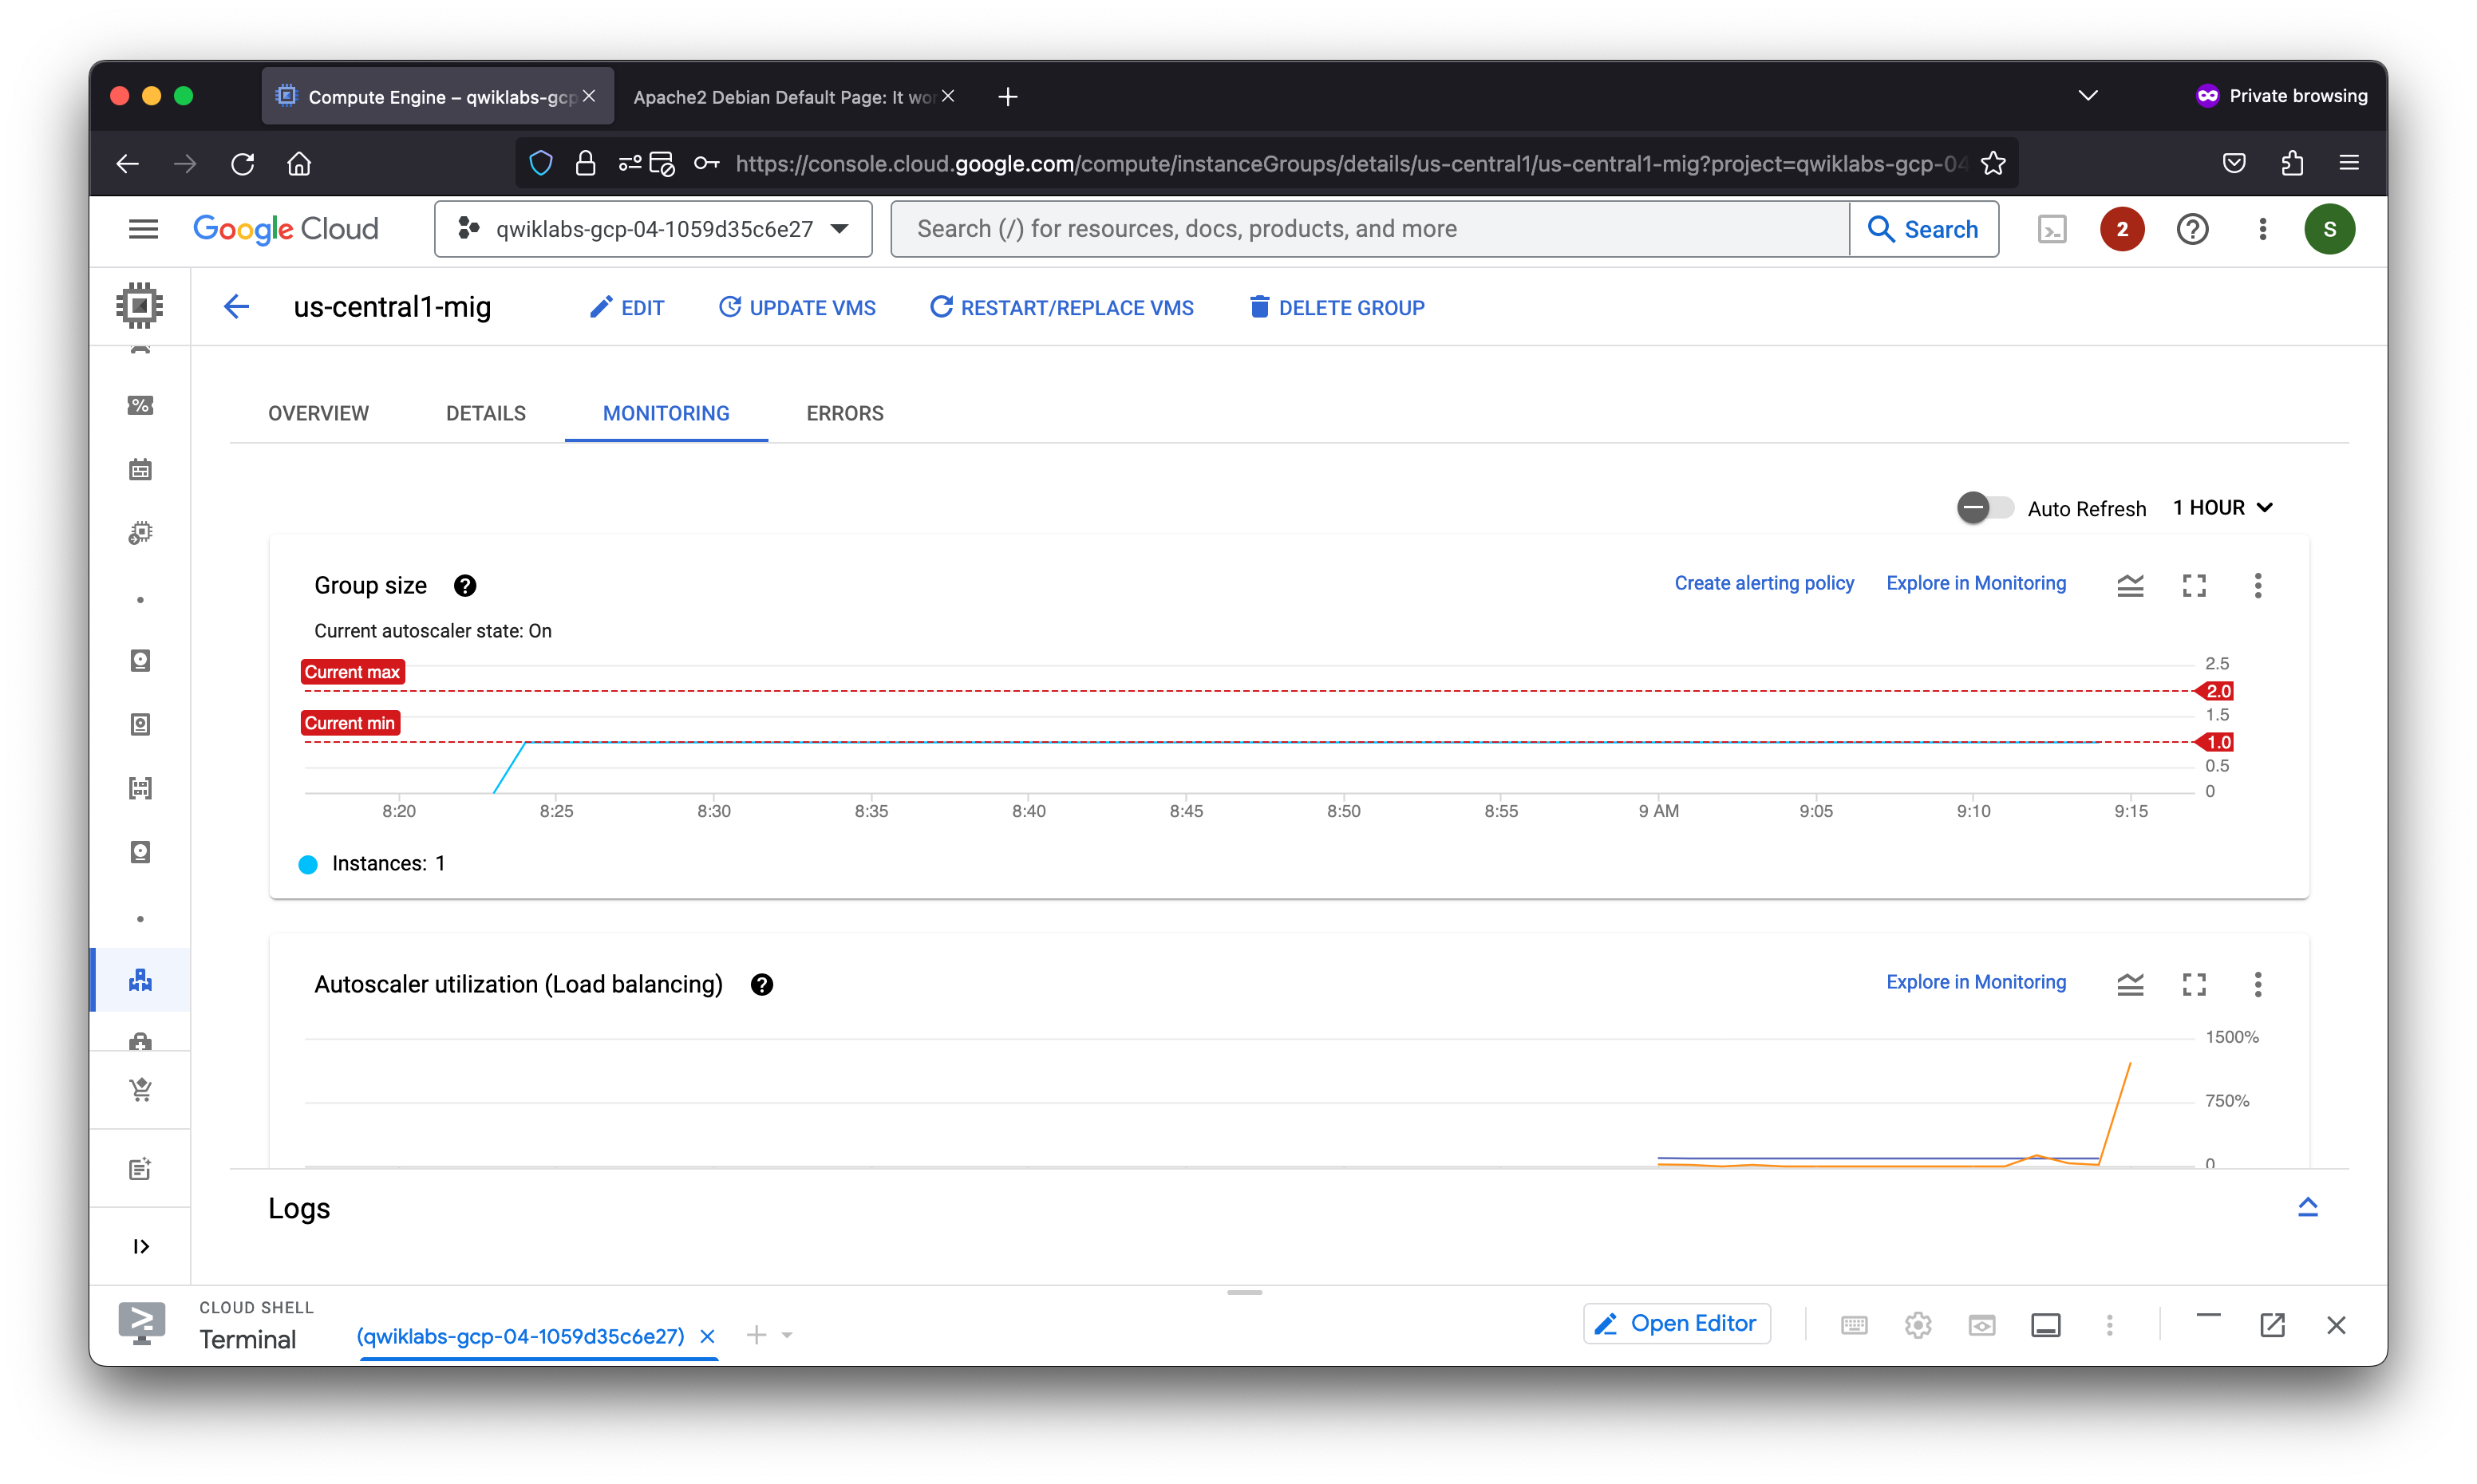 Compute Engine – qwiklabs-gcp
Apache2 Debian Default Page: It wor
Private browsing
https://console.cloud.google.com/compute/instanceGroups/details/us-central1/us-central1-mig?project=qwiklabs-gcp-04
Google Cloud
qwiklabs-gcp-04-1059d35c6e27
Search (/) for resources, docs, products, and more
Search
2
S
us-central1-mig
EDIT
UPDATE VMS
RESTART/REPLACE VMS
DELETE GROUP
OVERVIEW
DETAILS
MONITORING
ERRORS
Auto Refresh
1 HOUR
Group size
Create alerting policy
Explore in Monitoring
Current autoscaler state: On
Current max
Current min
2.5
2.0
1.5
1.0
0.5
0
8:20 8:25 8:30 8:35 8:40 8:45 8:50 8:55 9 AM 9:05 9:10 9:15
Instances: 1
Autoscaler utilization (Load balancing)
Explore in Monitoring
1500%
750%
0
Logs
CLOUD SHELL
Terminal
(qwiklabs-gcp-04-1059d35c6e27)
Open Editor